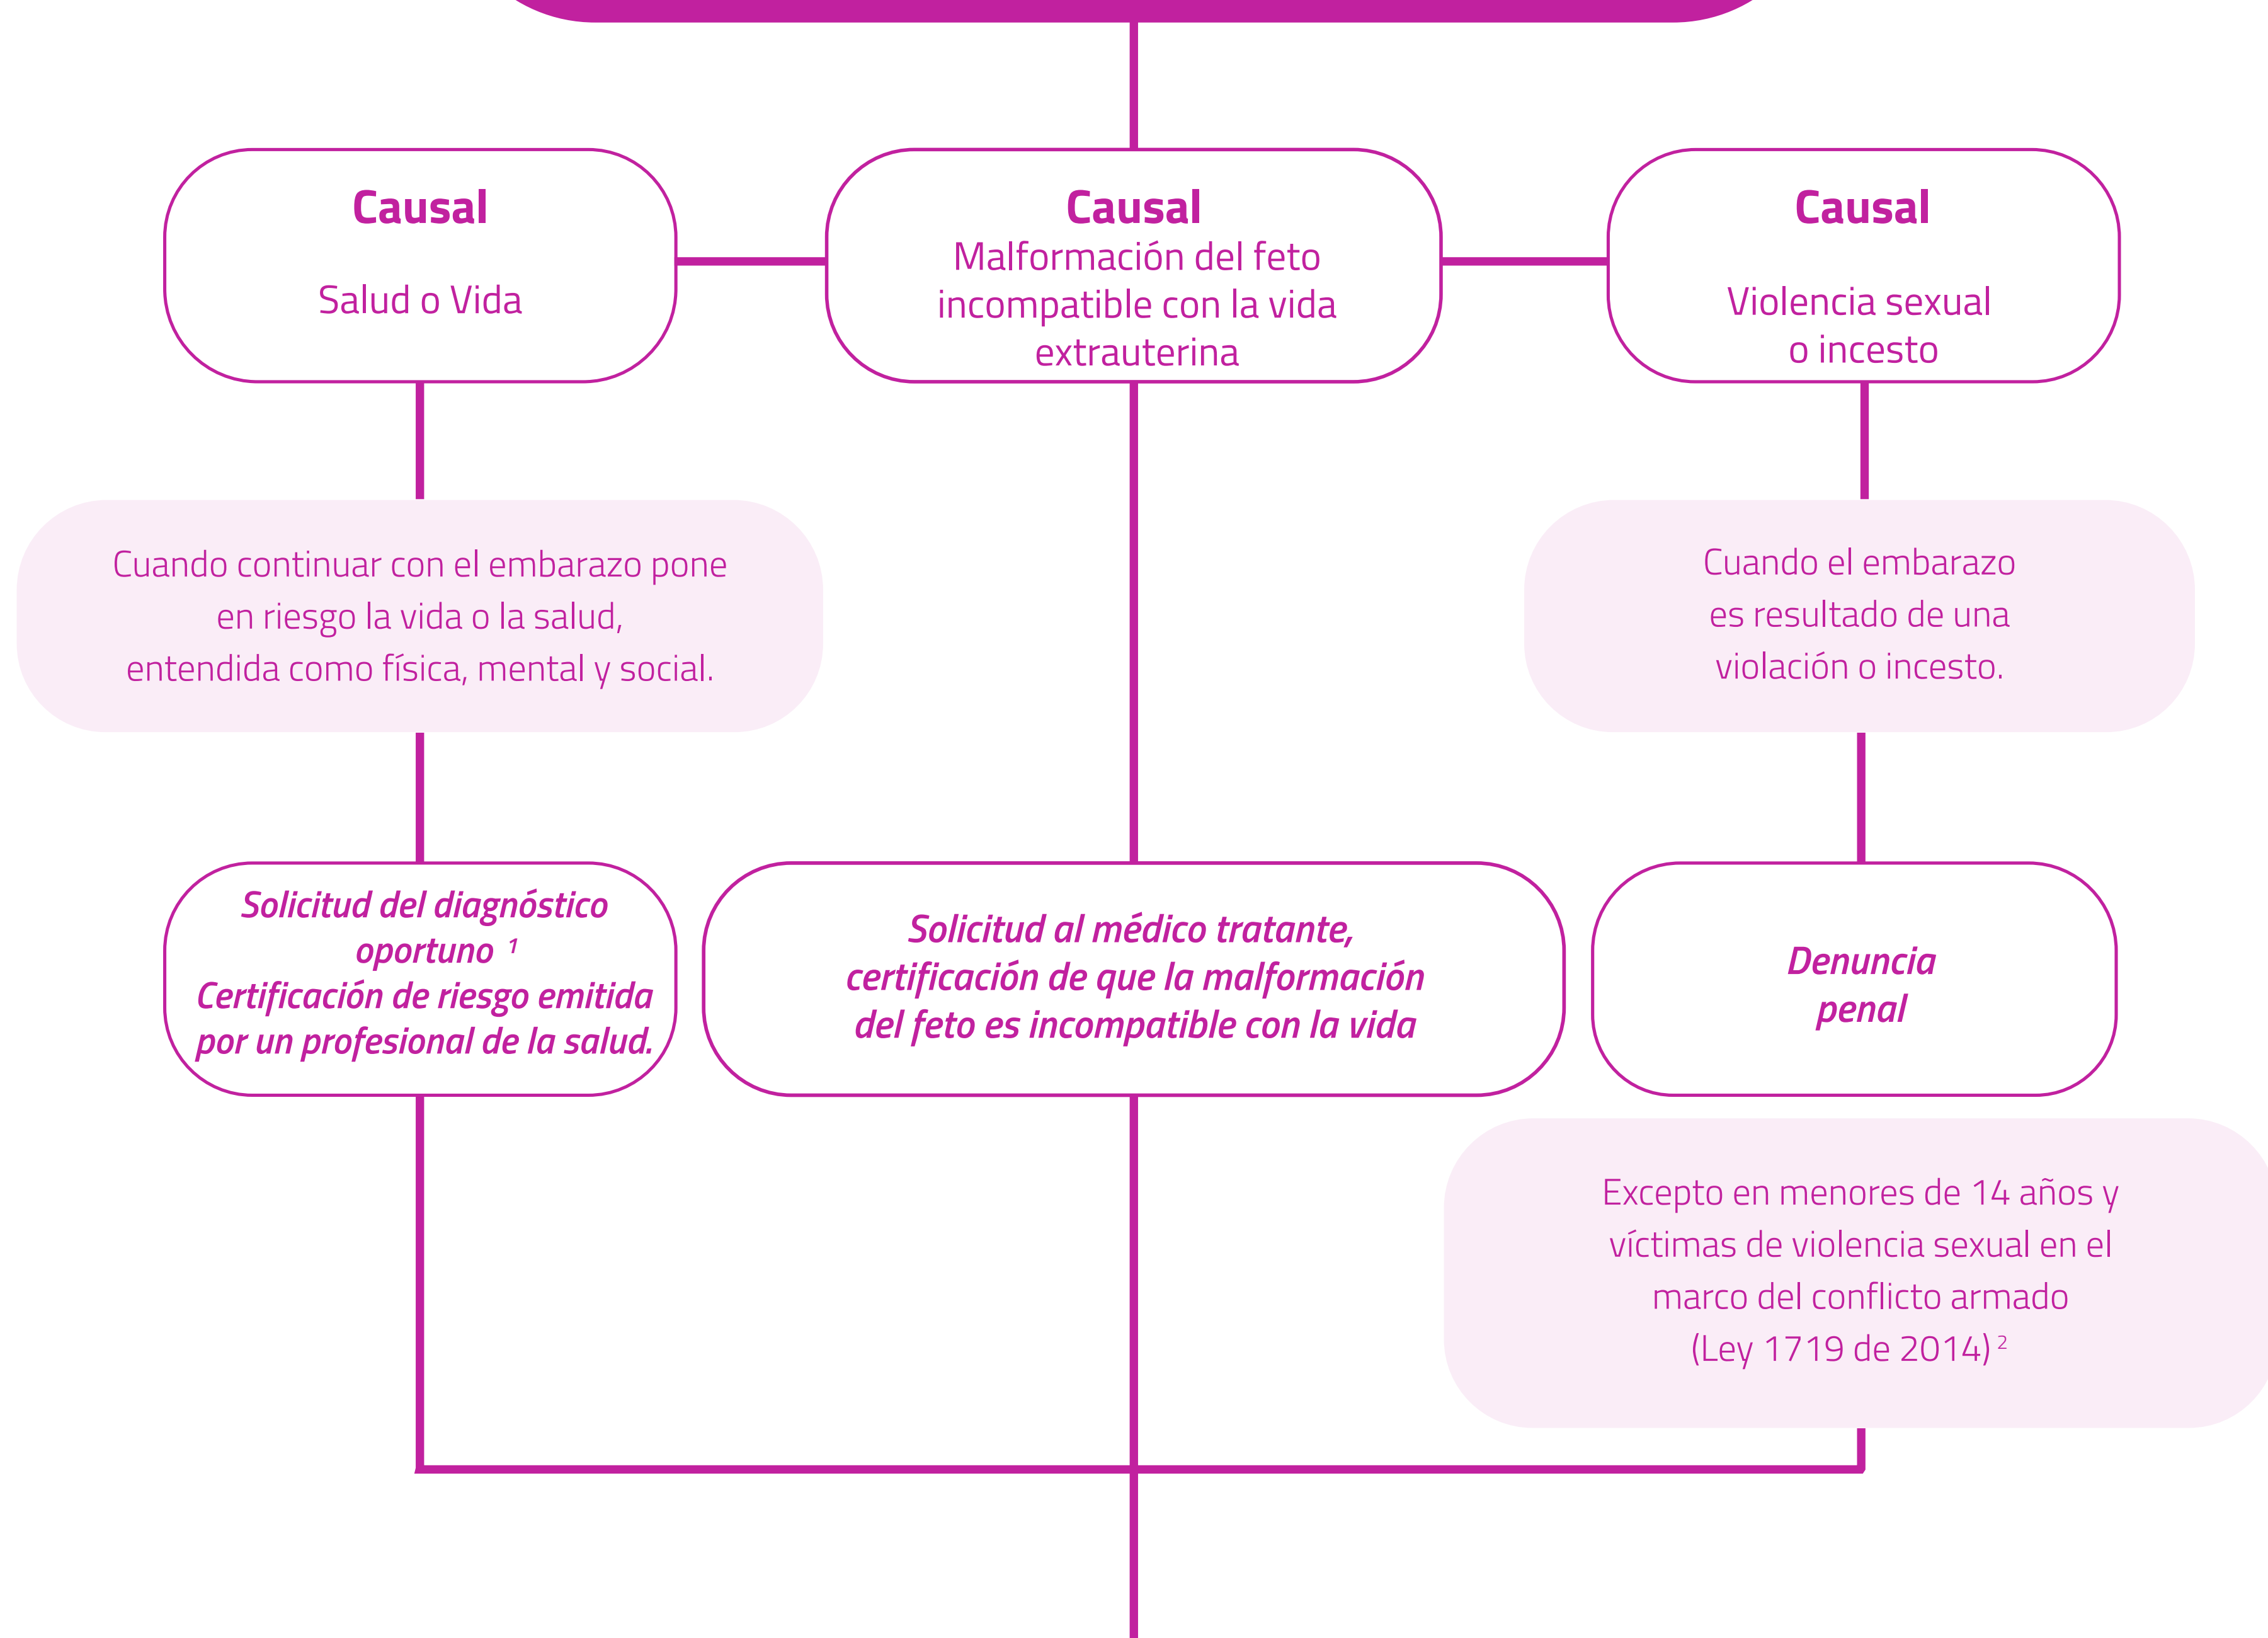 Causal
Salud o Vida
Causal
Malformación del feto
incompatible con la vida
extrauterina
Causal
Violencia sexual
o incesto
Cuando continuar con el embarazo pone
en riesgo la vida o la salud,
entendida como física, mental y social.
Cuando el embarazo
es resultado de una
violación o incesto.
Solicitud del diagnóstico
oportuno ¹
Certificación de riesgo emitida
por un profesional de la salud.
Solicitud al médico tratante,
certificación de que la malformación
del feto es incompatible con la vida
Denuncia
penal
Excepto en menores de 14 años y
víctimas de violencia sexual en el
marco del conflicto armado
(Ley 1719 de 2014) ²